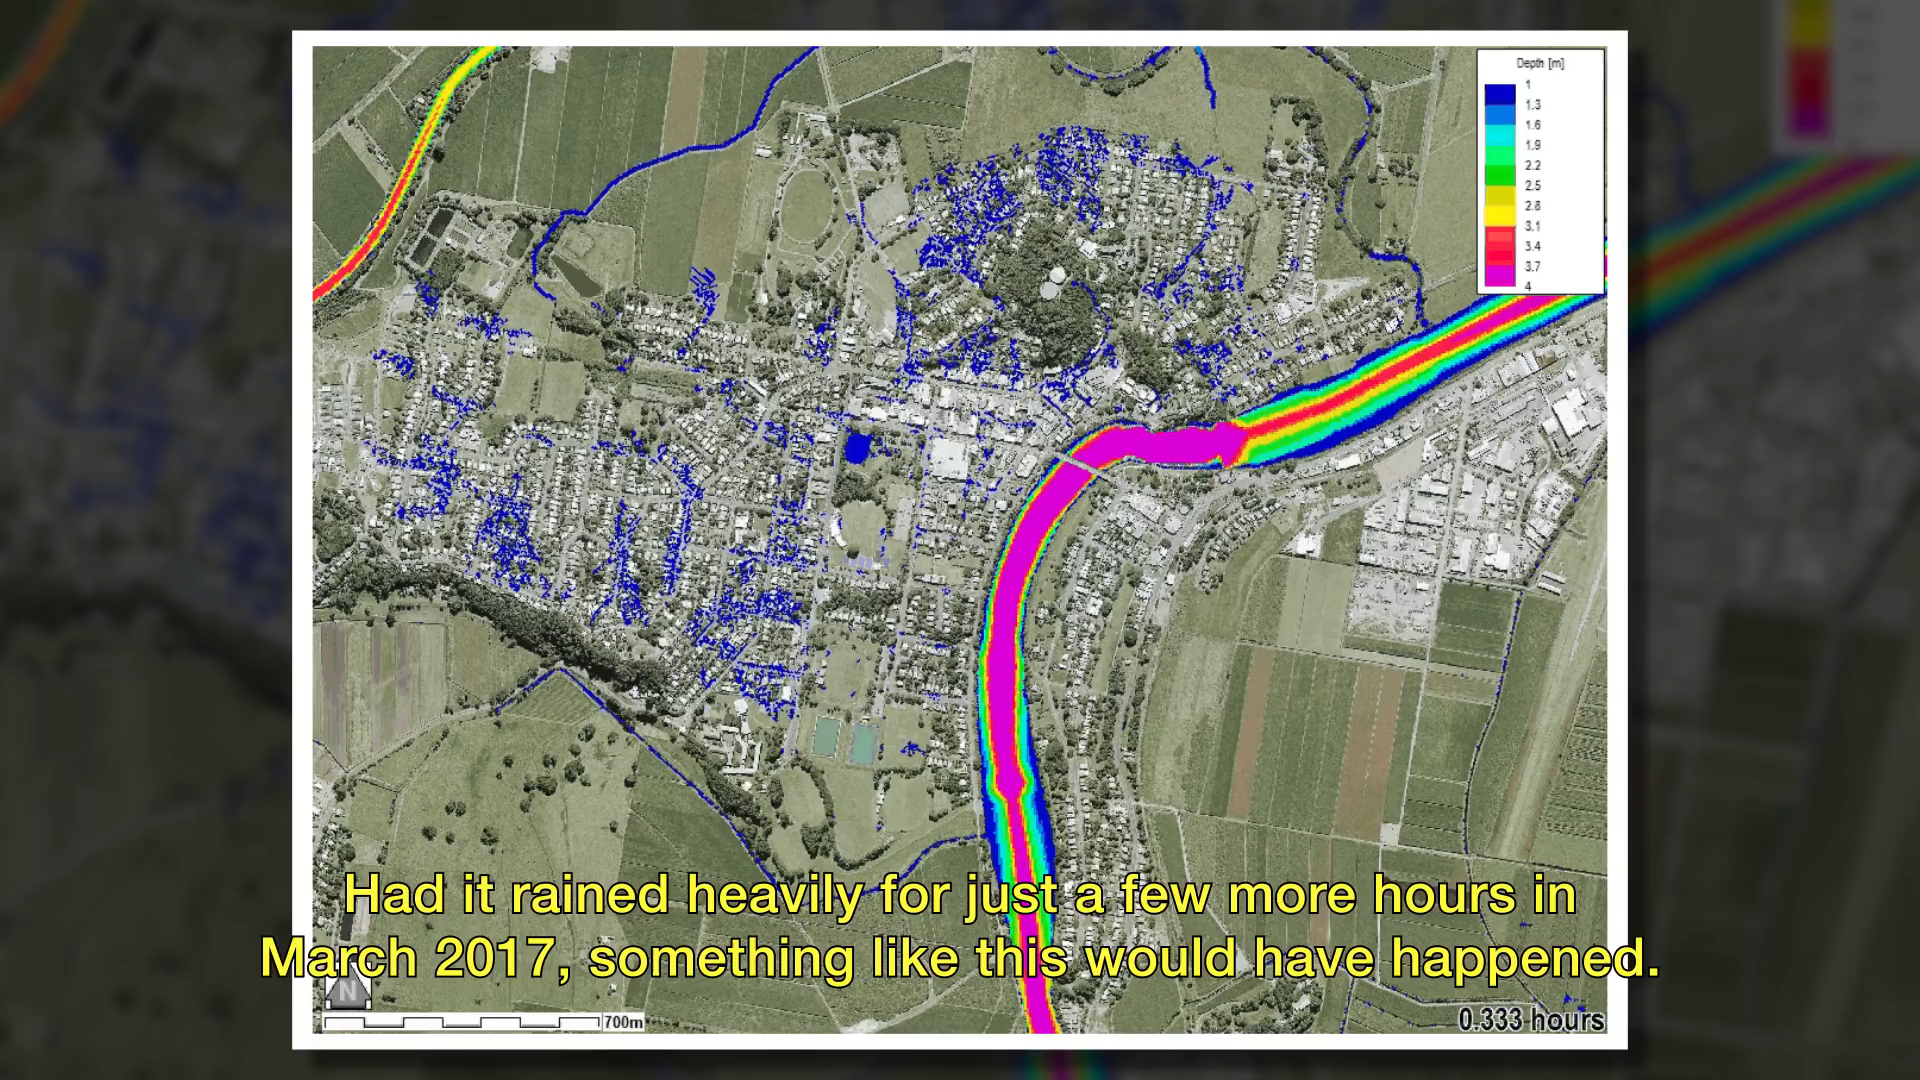 Depth [m]
1
1.3
1.6
1.9
2.2
2.5
2.8
3.1
3.4
3.7
4
Had it rained heavily for just a few more hours in
March 2017, something like this would have happened.
N
700m
0.333 hours